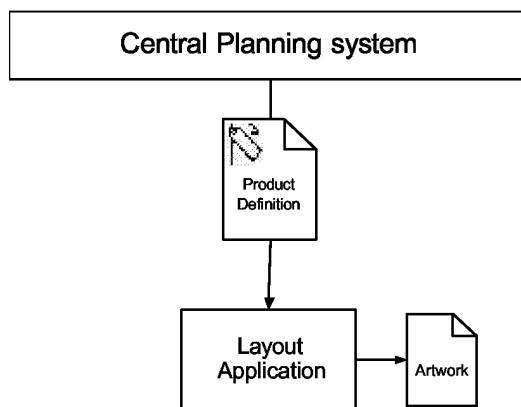 Central Planning system
Product
Definition
Layout
Application
Artwork